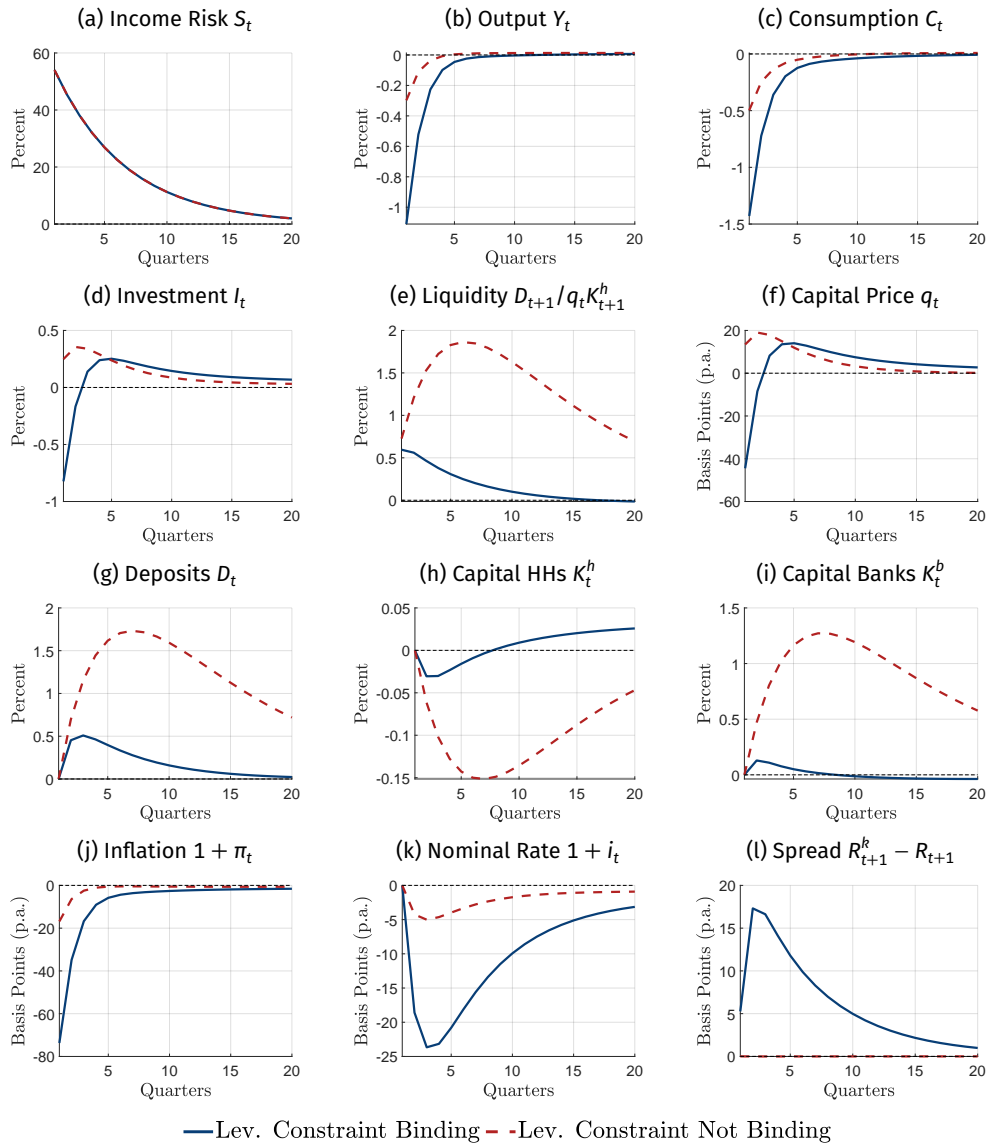 (a) Income Risk S_t
(b) Output Y_t
(c) Consumption C_t
Percent
60
40
20
0
5
10
15
20
Quarters
Percent
0
-0.2
-0.4
-0.6
-0.8
-1
5
10
15
20
Quarters
Percent
0
-0.5
-1
-1.5
5
10
15
20
Quarters
(d) Investment I_t
(e) Liquidity D_{t+1}/q_tK^h_{t+1}
(f) Capital Price q_t
Percent
0.5
0
-0.5
-1
5
10
15
20
Quarters
Percent
2
1.5
1
0.5
0
5
10
15
20
Quarters
Basis Points (p.a.)
20
0
-20
-40
-60
5
10
15
20
Quarters
(g) Deposits D_t
(h) Capital HHs K^h_t
(i) Capital Banks K^b_t
Percent
2
1.5
1
0.5
0
5
10
15
20
Quarters
Percent
0.05
0
-0.05
-0.1
-0.15
5
10
15
20
Quarters
Percent
1.5
1
0.5
0
5
10
15
20
Quarters
(j) Inflation 1 + π_t
(k) Nominal Rate 1 + i_t
(l) Spread R^k_{t+1} − R_{t+1}
Basis Points (p.a.)
0
-20
-40
-60
-80
5
10
15
20
Quarters
Basis Points (p.a.)
0
-5
-10
-15
-20
-25
5
10
15
20
Quarters
Basis Points (p.a.)
20
15
10
5
0
5
10
15
20
Quarters
Lev. Constraint Binding
Lev. Constraint Not Binding